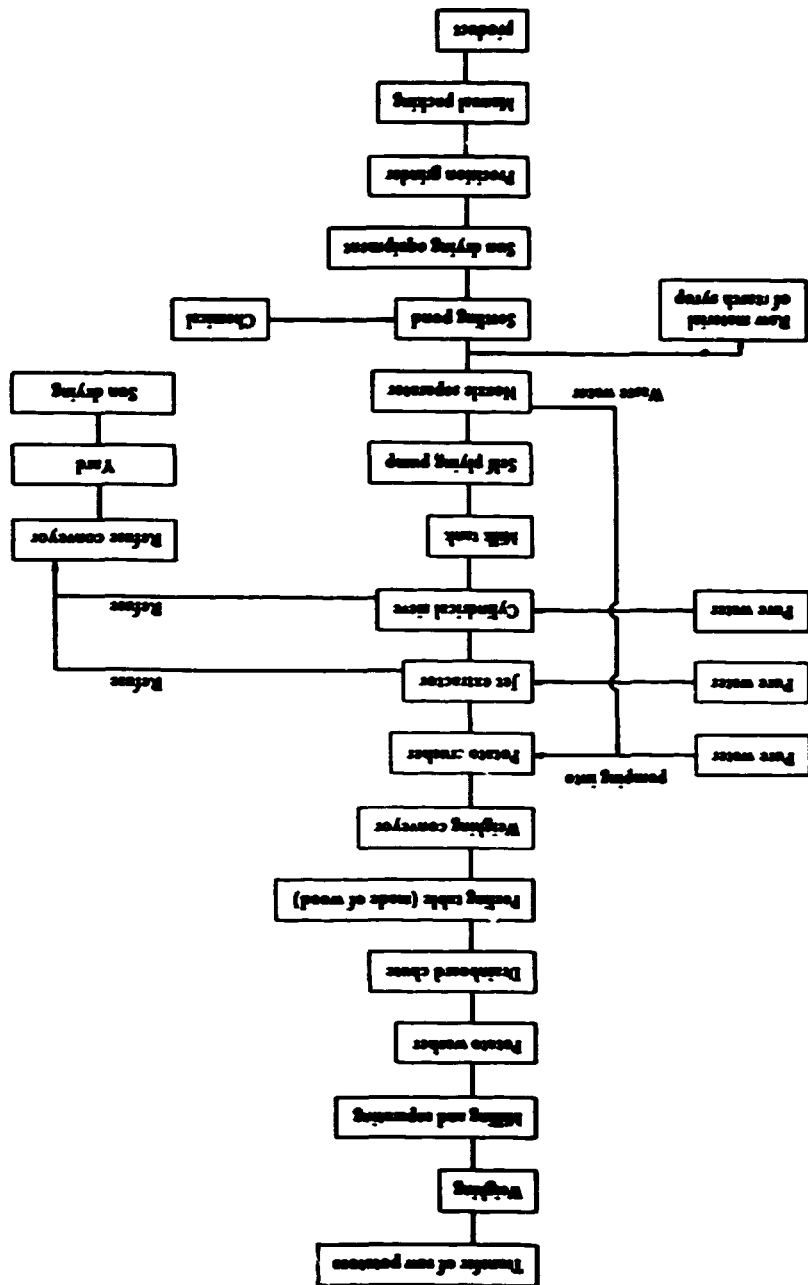 Transfer of raw potatoes
Weighing
Milling and separating
Potato washer
Drainboard chute
Peeling table (made of wood)
Weighing conveyor
Pure water
pumping into
Potato crusher
Pure water
Jet extractor
Refuse
Pure water
Cylindrical sieve
Refuse
Milk tank
Refuse conveyor
Self plying pump
Yard
Waste water
Nozzle separator
Sun drying
Raw material
of starch syrup
Settling pond
Chemical
Sun drying equipment
Precision grinder
Manual packing
product